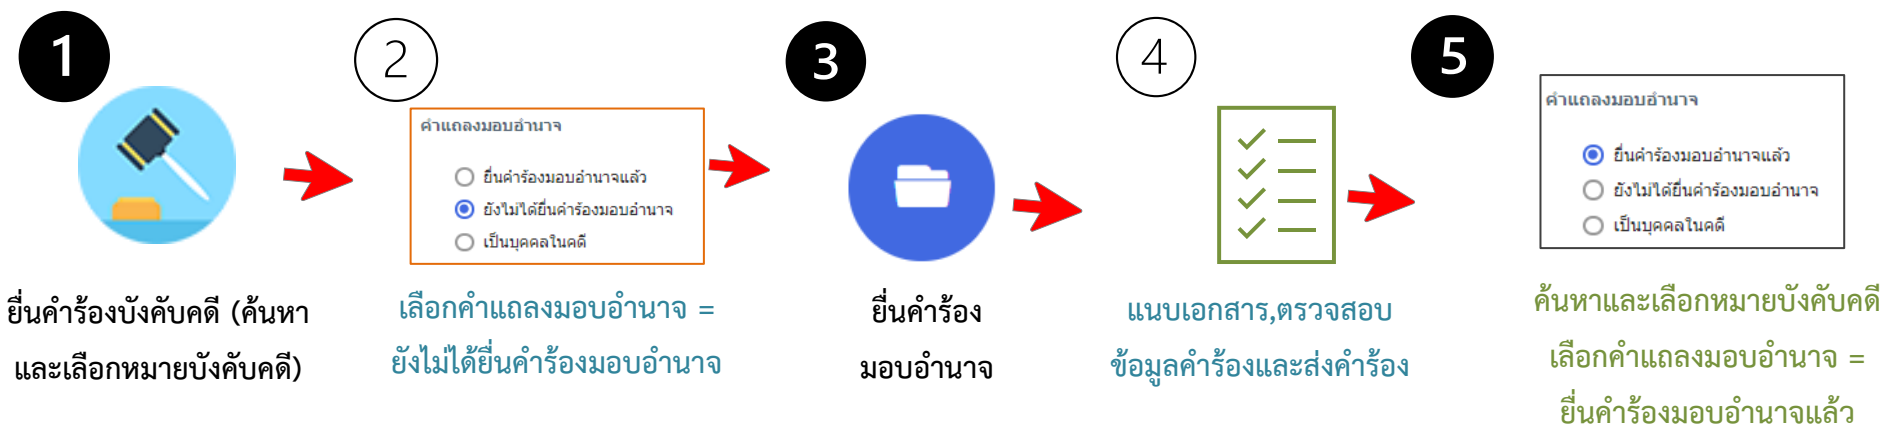 1
ยื่นคำร้องบังคับคดี (ค้นหา
และเลือกหมายบังคับคดี)
2
คำแถลงมอบอำนาจ
ยื่นคำร้องมอบอำนาจแล้ว
ยังไม่ได้ยื่นคำร้องมอบอำนาจ
เป็นบุคคลในคดี
เลือกคำแถลงมอบอำนาจ =
ยังไม่ได้ยื่นคำร้องมอบอำนาจ
3
ยื่นคำร้อง
มอบอำนาจ
4
แนบเอกสาร,ตรวจสอบ
ข้อมูลคำร้องและส่งคำร้อง
5
คำแถลงมอบอำนาจ
ยื่นคำร้องมอบอำนาจแล้ว
ยังไม่ได้ยื่นคำร้องมอบอำนาจ
เป็นบุคคลในคดี
ค้นหาและเลือกหมายบังคับคดี
เลือกคำแถลงมอบอำนาจ =
ยื่นคำร้องมอบอำนาจแล้ว